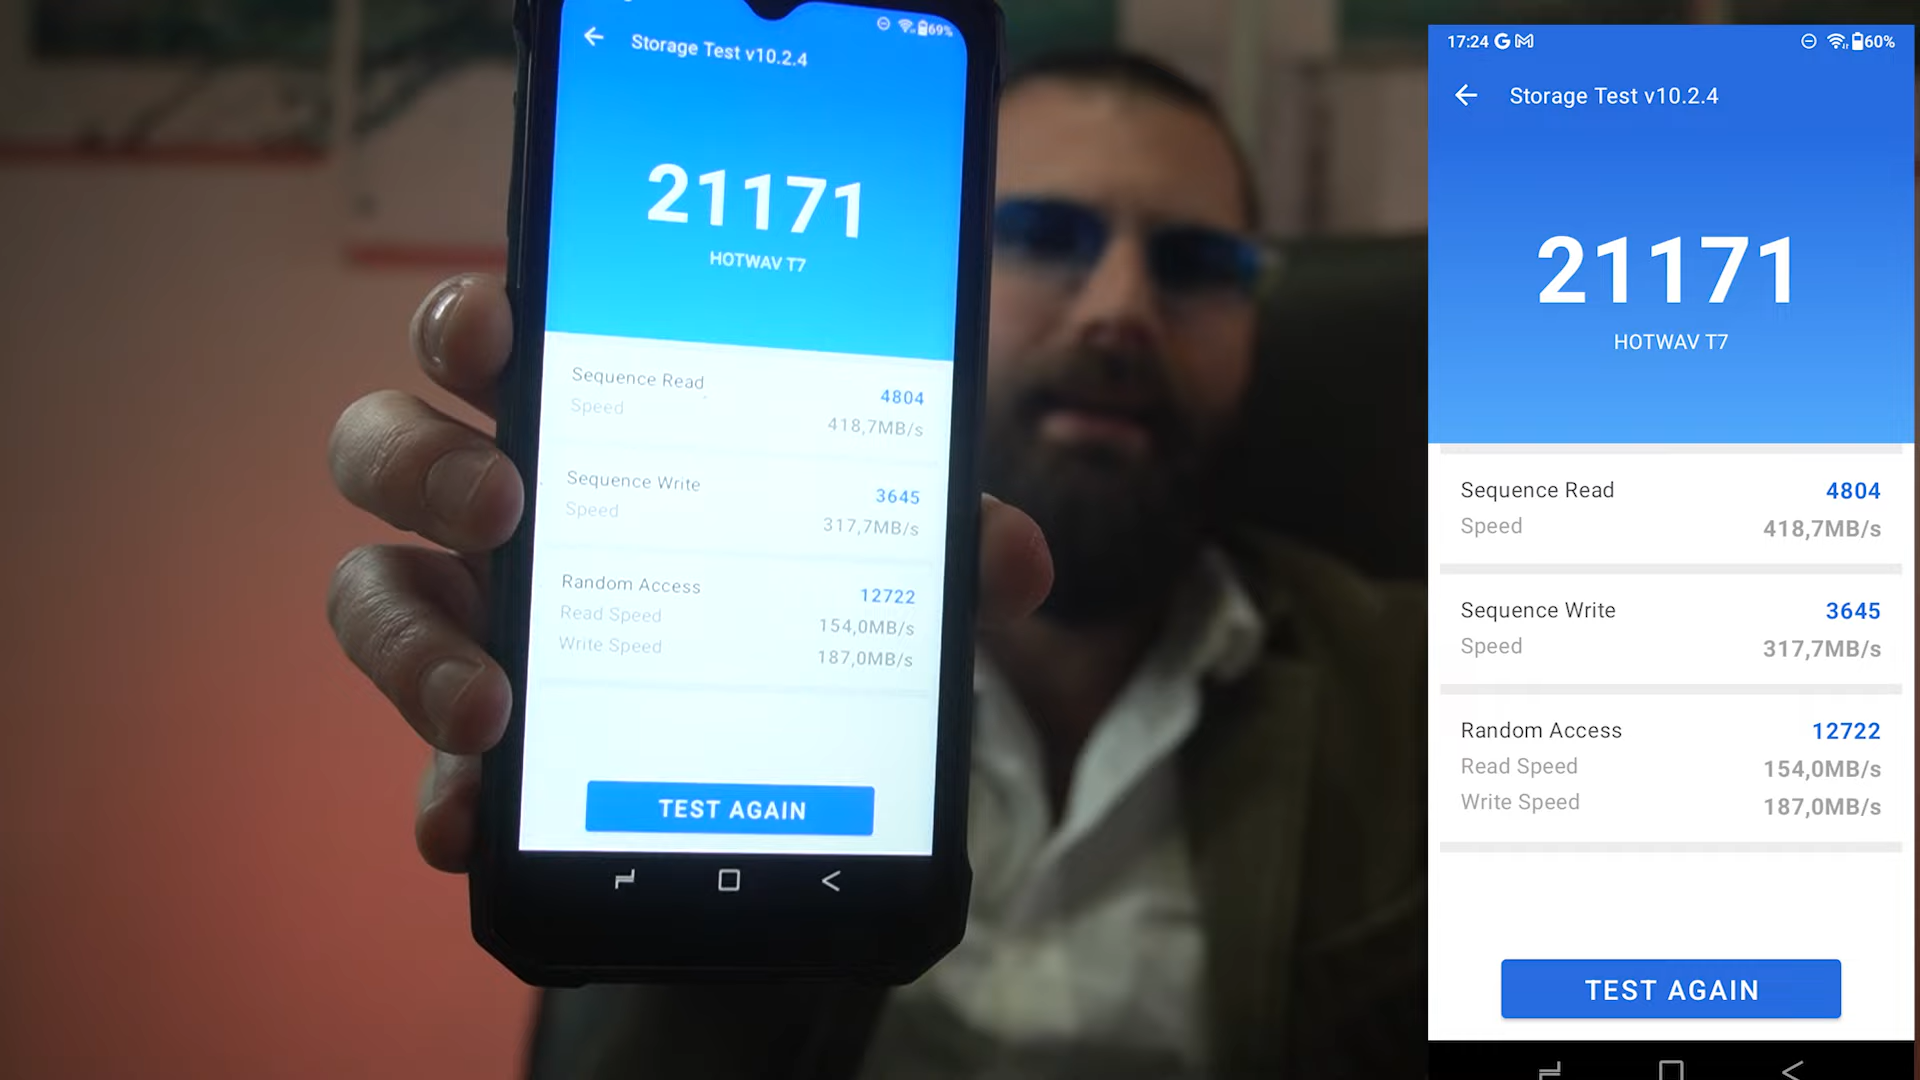 69%
Storage Test v10.2.4
21171
HOTWAV T7
Sequence Read 4804
Speed 418,7MB/s
Sequence Write 3645
Speed 317,7MB/s
Random Access 12722
Read Speed 154,0MB/s
Write Speed 187,0MB/s
TEST AGAIN
17:24 G M 60%
Storage Test v10.2.4
21171
HOTWAV T7
Sequence Read 4804
Speed 418,7MB/s
Sequence Write 3645
Speed 317,7MB/s
Random Access 12722
Read Speed 154,0MB/s
Write Speed 187,0MB/s
TEST AGAIN